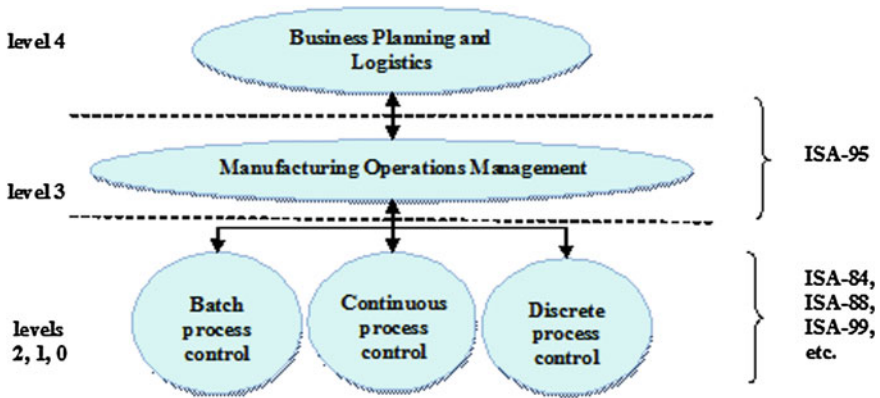 level 4
Business Planning and
Logistics
Manufacturing Operations Management
ISA-95
level 3
Batch
process
control
Continuous
process
control
Discrete
process
control
levels
2, 1, 0
ISA-84,
ISA-88,
ISA-99,
etc.